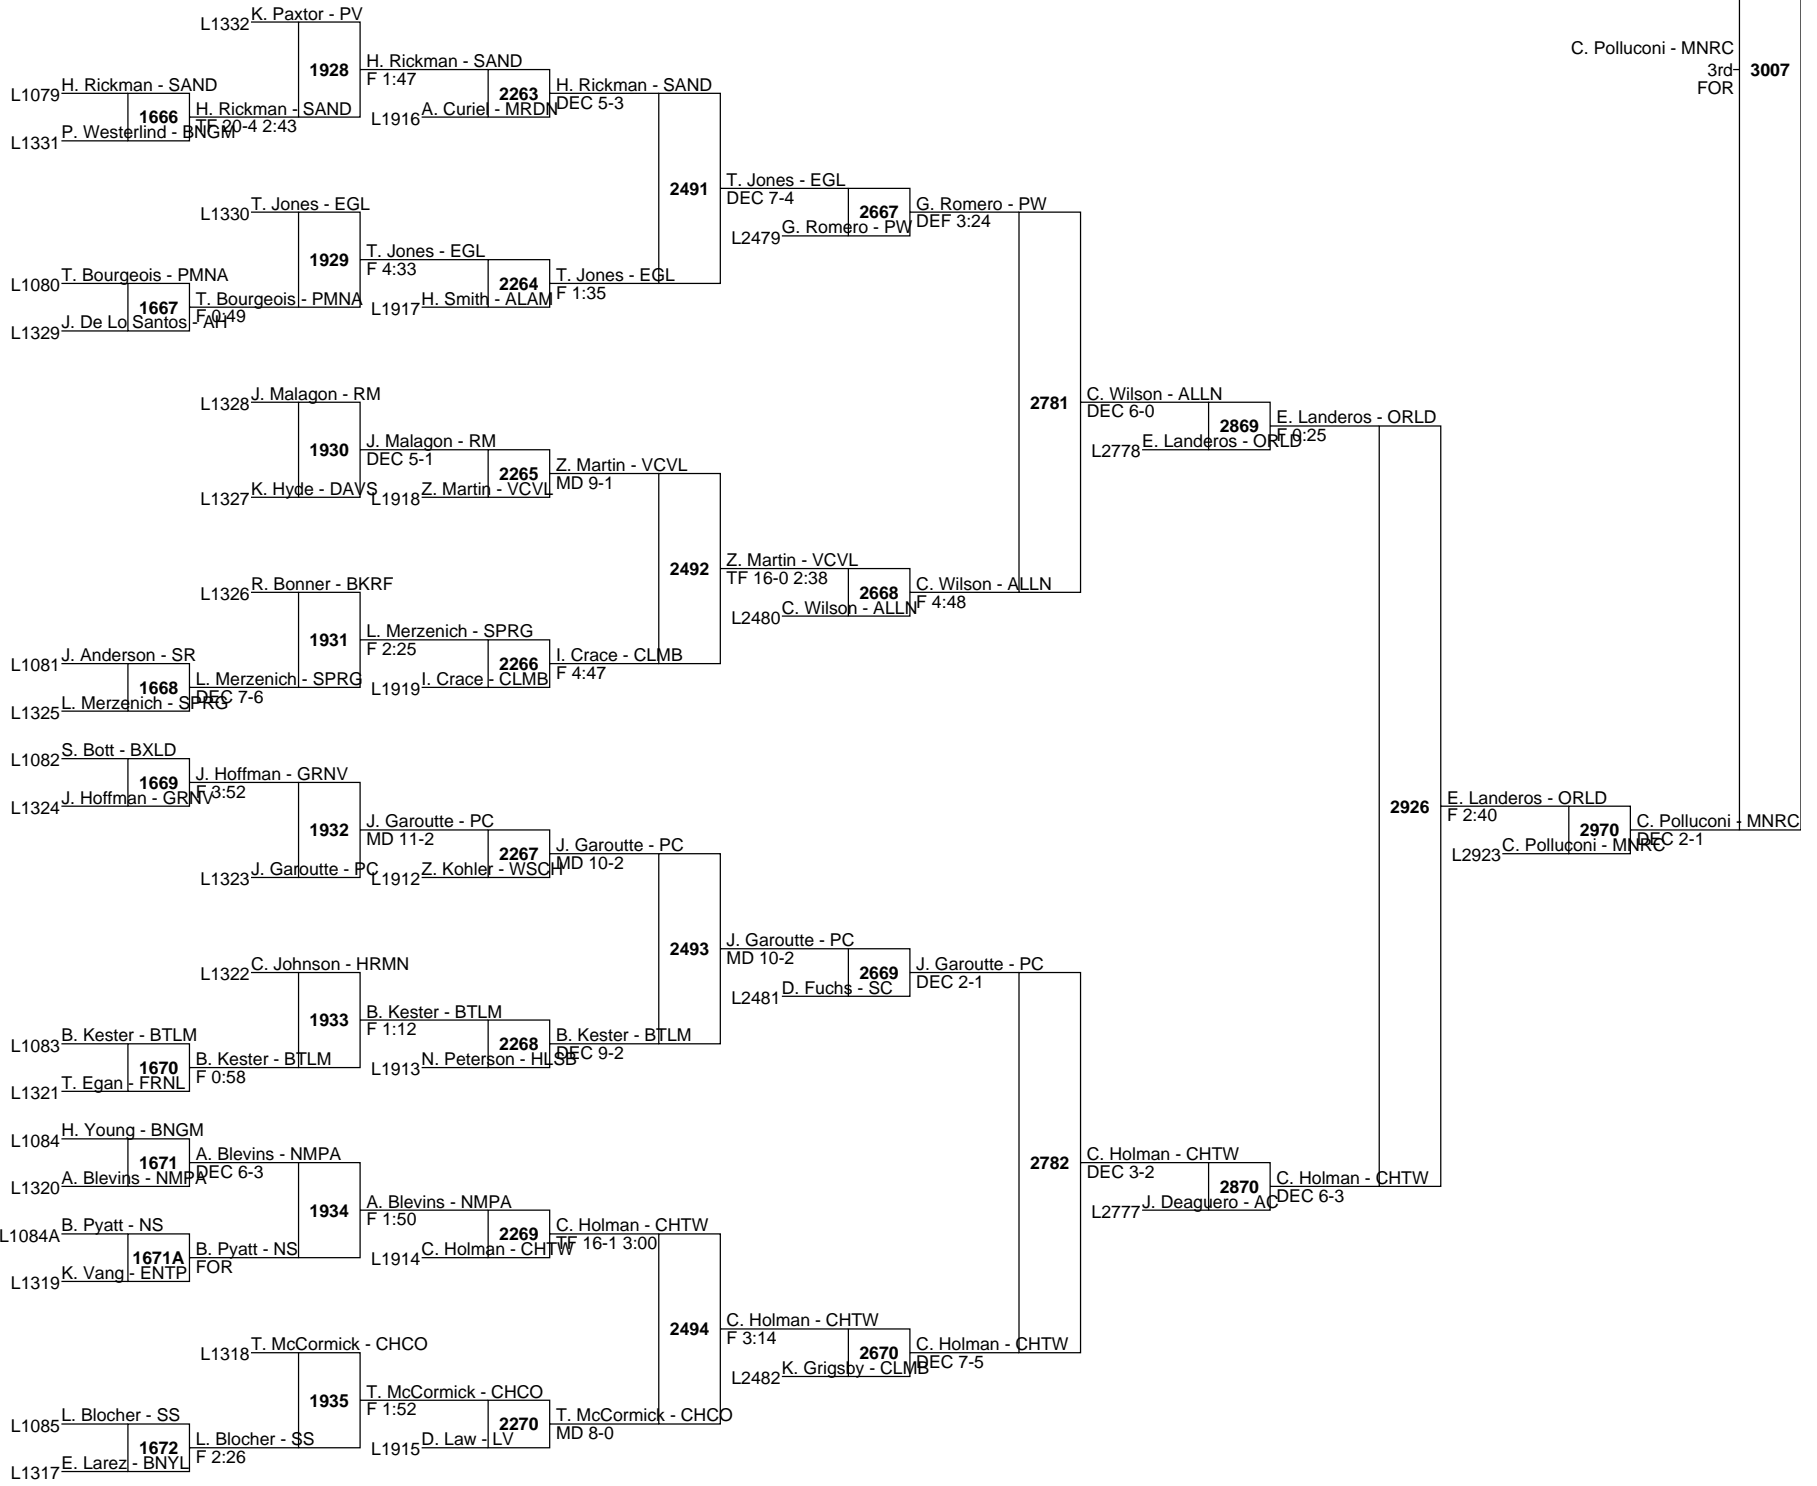 K. Paxtor - PV
L1332
C. Polluconi - MNRC
3rd
FOR
3007
1928
H. Rickman - SAND
F 1:47
H. Rickman - SAND
L1079
2263
H. Rickman - SAND
DEC 5-3
1666
H. Rickman - SAND
TF 20-4 2:43
L1916
A. Curiel - MRDN
P. Westerlind - BNGM
L1331
2491
T. Jones - EGL
DEC 7-4
T. Jones - EGL
L1330
2667
G. Romero - PW
DEF 3:24
L2479
G. Romero - PW
1929
T. Jones - EGL
F 4:33
T. Bourgeois - PMNA
L1080
2264
T. Jones - EGL
F 1:35
1667
T. Bourgeois - PMNA
F 0:49
L1917
H. Smith - ALAM
J. De Lo Santos - AH
L1329
J. Malagon - RM
L1328
2781
C. Wilson - ALLN
DEC 6-0
2869
E. Landeros - ORLD
F 0:25
L2778
E. Landeros - ORLD
1930
J. Malagon - RM
DEC 5-1
2265
Z. Martin - VCVL
MD 9-1
K. Hyde - DAVS
L1327
L1918
Z. Martin - VCVL
2492
Z. Martin - VCVL
TF 16-0 2:38
R. Bonner - BKRF
L1326
2668
C. Wilson - ALLN
F 4:48
L2480
C. Wilson - ALLN
1931
L. Merzenich - SPRG
F 2:25
J. Anderson - SR
L1081
2266
I. Crace - CLMB
F 4:47
1668
L. Merzenich - SPRG
DEC 7-6
L1919
I. Crace - CLMB
L. Merzenich - SPRG
L1325
S. Bott - BXLD
L1082
1669
J. Hoffman - GRNV
F 3:52
J. Hoffman - GRNV
L1324
2926
E. Landeros - ORLD
F 2:40
2970
C. Polluconi - MNRC
DEC 2-1
L2923
C. Polluconi - MNRC
1932
J. Garoutte - PC
MD 11-2
2267
J. Garoutte - PC
MD 10-2
J. Garoutte - PC
L1323
L1912
Z. Kohler - WSCH
2493
J. Garoutte - PC
MD 10-2
C. Johnson - HRMN
L1322
2669
J. Garoutte - PC
DEC 2-1
L2481
D. Fuchs - SC
1933
B. Kester - BTLM
F 1:12
B. Kester - BTLM
L1083
2268
B. Kester - BTLM
DEC 9-2
1670
B. Kester - BTLM
F 0:58
L1913
N. Peterson - HLSB
T. Egan - FRNL
L1321
H. Young - BNGM
L1084
1671
A. Blevins - NMPA
DEC 6-3
A. Blevins - NMPA
L1320
2782
C. Holman - CHTW
DEC 3-2
2870
C. Holman - CHTW
DEC 6-3
L2777
J. Deaguero - AC
1934
A. Blevins - NMPA
F 1:50
B. Pyatt - NS
L1084A
2269
C. Holman - CHTW
TF 16-1 3:00
1671A
B. Pyatt - NS
FOR
L1914
C. Holman - CHTW
K. Vang - ENTP
L1319
2494
C. Holman - CHTW
F 3:14
T. McCormick - CHCO
L1318
2670
C. Holman - CHTW
DEC 7-5
L2482
K. Grigsby - CLMB
1935
T. McCormick - CHCO
F 1:52
L. Blocher - SS
L1085
2270
T. McCormick - CHCO
MD 8-0
1672
L. Blocher - SS
F 2:26
L1915
D. Law - LV
E. Larez - BNYL
L1317